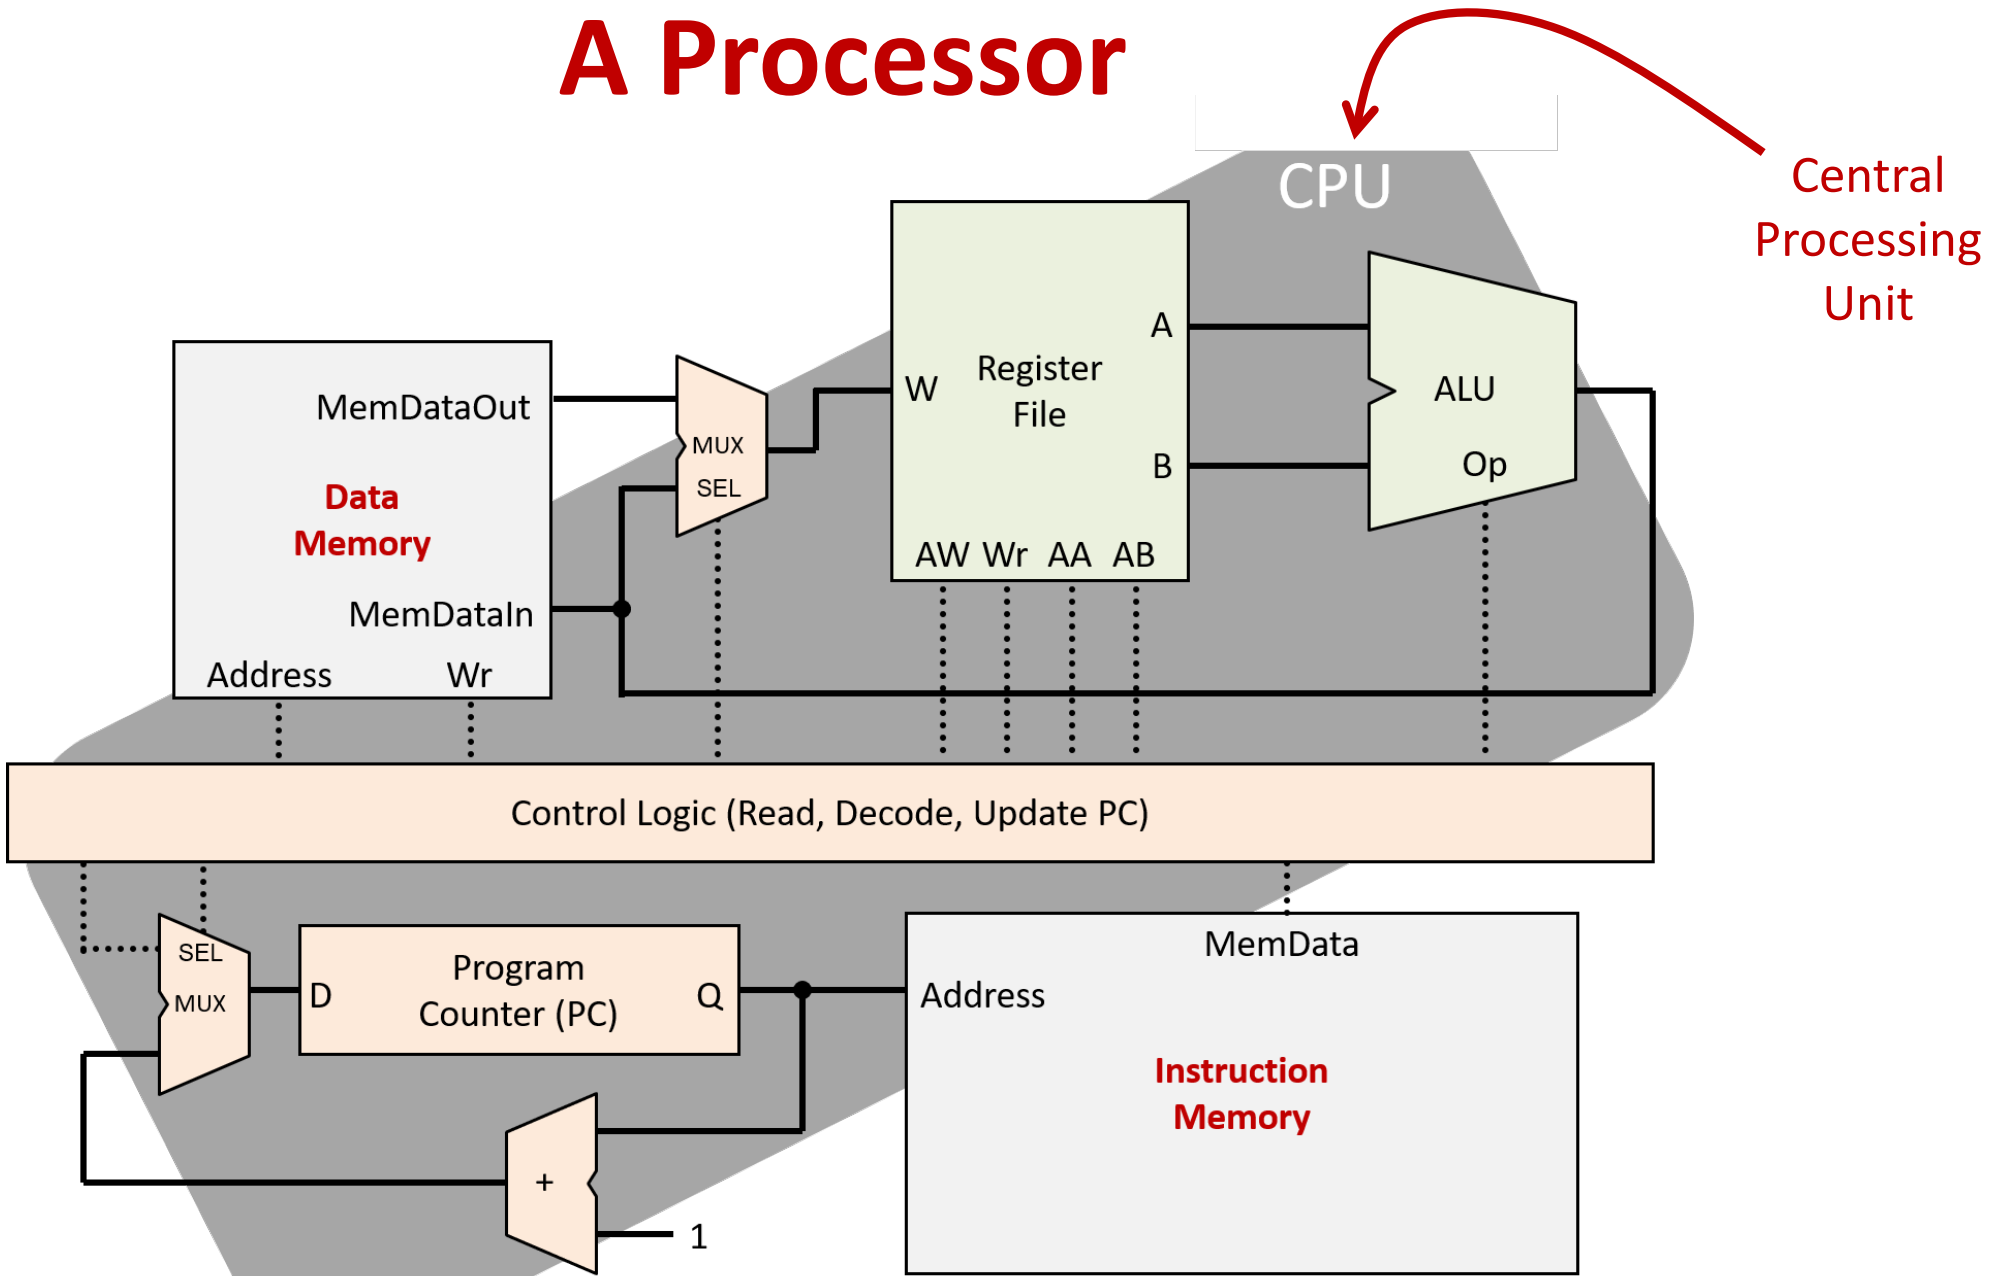 A Processor
CPU
Central
Processing
Unit
MemDataOut
Data
Memory
MemDataIn
Address
Wr
MUX
SEL
W
Register
File
A
B
AW
Wr
AA
AB
ALU
Op
Control Logic (Read, Decode, Update PC)
SEL
MUX
D
Program
Counter (PC)
Q
MemData
Address
Instruction
Memory
+
1